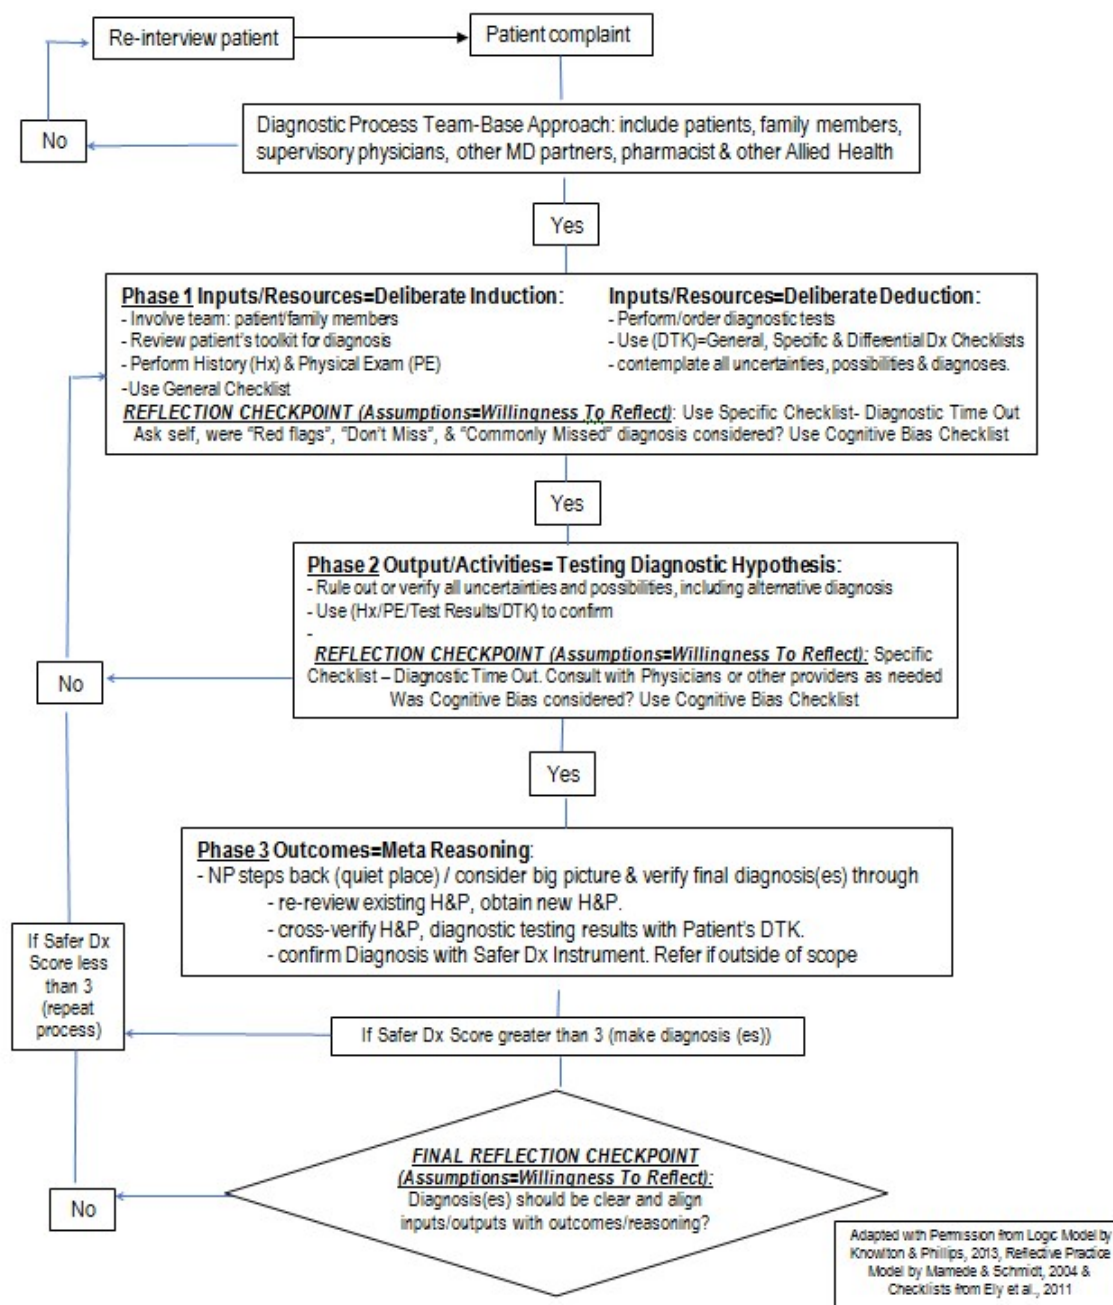 Re-interview patient
Patient complaint
No
Diagnostic Process Team-Base Approach: include patients, family members,
supervisory physicians, other MD partners, pharmacist & other Allied Health
Yes
Phase 1 Inputs/Resources=Deliberate Induction:
- Involve team: patient/family members
- Review patient's toolkit for diagnosis
- Perform History (Hx) & Physical Exam (PE)
-Use General Checklist
Inputs/Resources=Deliberate Deduction:
- Perform/order diagnostic tests
- Use (DTK)=General, Specific & Differential Dx Checklists
- contemplate all uncertainties, possibilities & diagnoses.
REFLECTION CHECKPOINT (Assumptions=Willingness To Reflect): Use Specific Checklist- Diagnostic Time Out
Ask self, were "Red flags", "Don't Miss", & "Commonly Missed" diagnosis considered? Use Cognitive Bias Checklist
Yes
Phase 2 Output/Activities= Testing Diagnostic Hypothesis:
- Rule out or verify all uncertainties and possibilities, including alternative diagnosis
- Use (Hx/PE/Test Results/DTK) to confirm
-
REFLECTION CHECKPOINT (Assumptions=Willingness To Reflect): Specific
Checklist – Diagnostic Time Out. Consult with Physicians or other providers as needed
Was Cognitive Bias considered? Use Cognitive Bias Checklist
No
Yes
Phase 3 Outcomes=Meta Reasoning:
- NP steps back (quiet place) / consider big picture & verify final diagnosis(es) through
- re-review existing H&P, obtain new H&P.
- cross-verify H&P, diagnostic testing results with Patient's DTK.
- confirm Diagnosis with Safer Dx Instrument. Refer if outside of scope
If Safer Dx
Score less
than 3
(repeat
process)
If Safer Dx Score greater than 3 (make diagnosis (es))
FINAL REFLECTION CHECKPOINT
(Assumptions=Willingness To Reflect):
Diagnosis(es) should be clear and align
inputs/outputs with outcomes/reasoning?
No
Adapted with Permission from Logic Model by
Knowlton & Phillips, 2013, Reflective Practice
Model by Mamede & Schmidt, 2004 &
Checklists from Ely et al., 2011